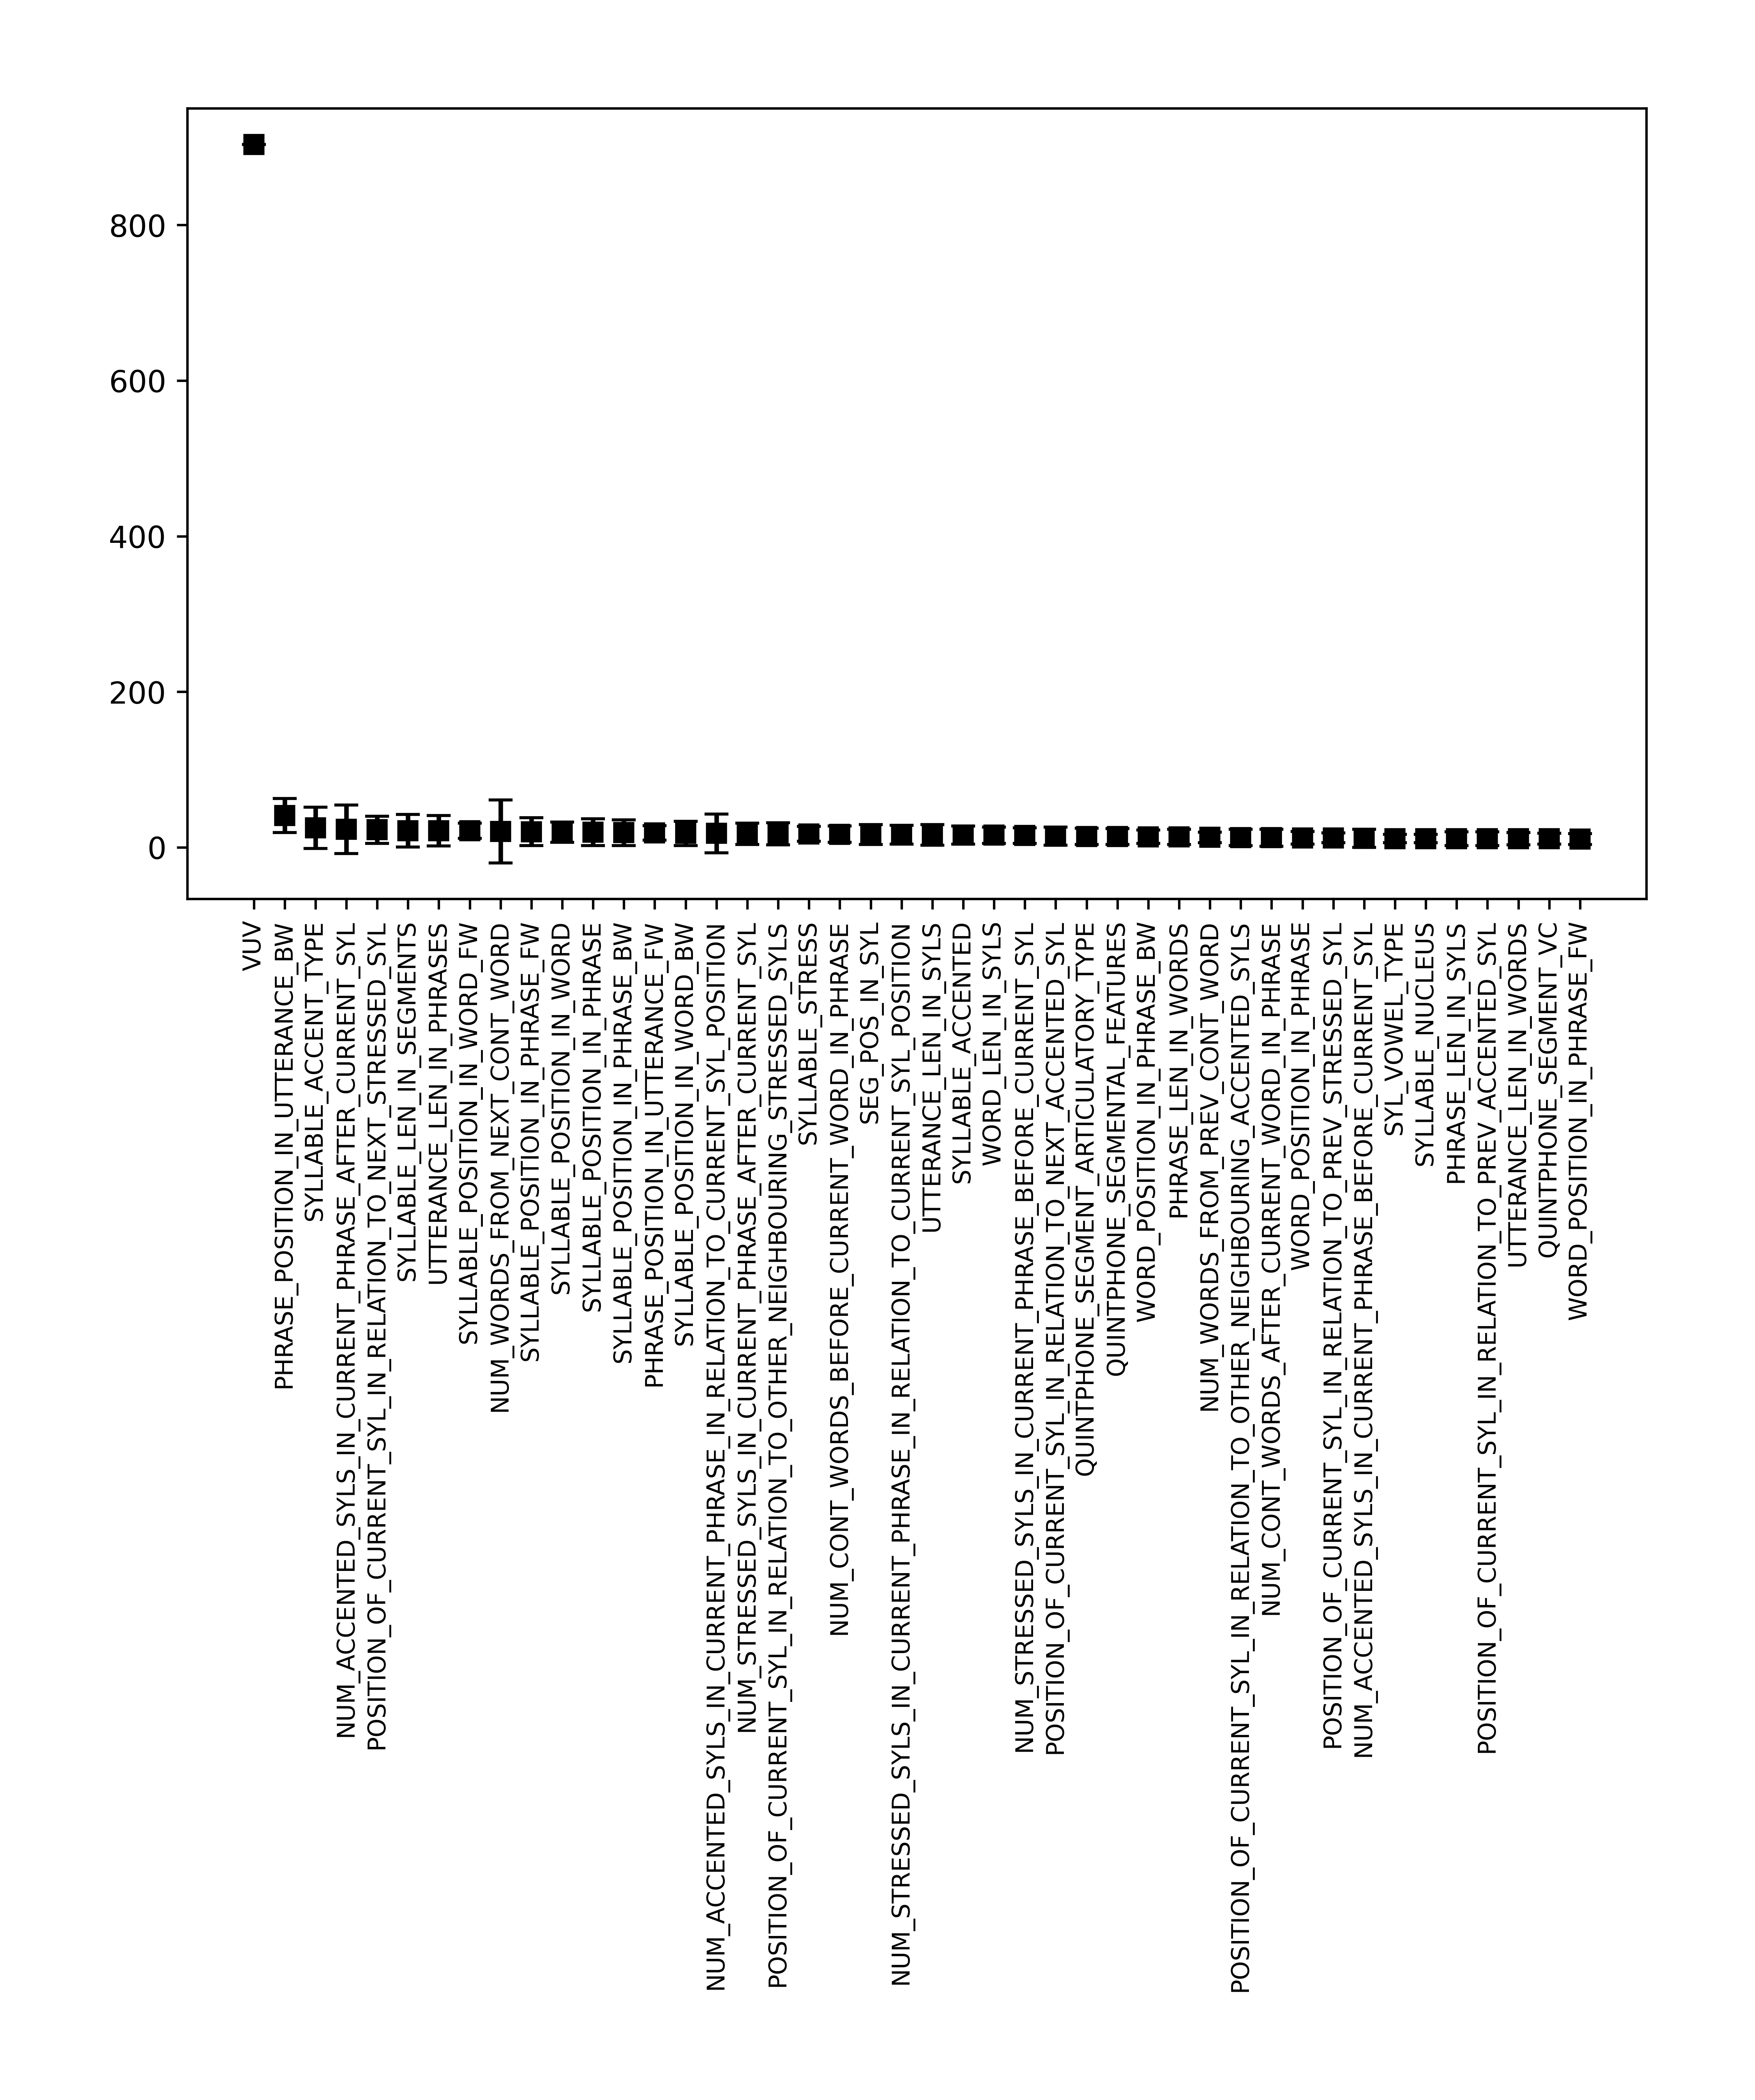 800
600
400
200
0
VUV
PHRASE_POSITION_IN_UTTERANCE_BW
SYLLABLE_ACCENT_TYPE
NUM_ACCENTED_SYLS_IN_CURRENT_PHRASE_AFTER_CURRENT_SYL
POSITION_OF_CURRENT_SYL_IN_RELATION_TO_NEXT_STRESSED_SYL
SYLLABLE_LEN_IN_SEGMENTS
UTTERANCE_LEN_IN_PHRASES
SYLLABLE_POSITION_IN_WORD_FW
NUM_WORDS_FROM_NEXT_CONT_WORD
SYLLABLE_POSITION_IN_PHRASE_FW
SYLLABLE_POSITION_IN_WORD
SYLLABLE_POSITION_IN_PHRASE
SYLLABLE_POSITION_IN_PHRASE_BW
PHRASE_POSITION_IN_UTTERANCE_FW
SYLLABLE_POSITION_IN_WORD_BW
NUM_ACCENTED_SYLS_IN_CURRENT_PHRASE_IN_RELATION_TO_CURRENT_SYL_POSITION
NUM_STRESSED_SYLS_IN_CURRENT_PHRASE_AFTER_CURRENT_SYL
POSITION_OF_CURRENT_SYL_IN_RELATION_TO_OTHER_NEIGHBOURING_STRESSED_SYLS
SYLLABLE_STRESS
NUM_CONT_WORDS_BEFORE_CURRENT_WORD_IN_PHRASE
SEG_POS_IN_SYL
NUM_STRESSED_SYLS_IN_CURRENT_PHRASE_IN_RELATION_TO_CURRENT_SYL_POSITION
UTTERANCE_LEN_IN_SYLS
SYLLABLE_ACCENTED
WORD_LEN_IN_SYLS
NUM_STRESSED_SYLS_IN_CURRENT_PHRASE_BEFORE_CURRENT_SYL
POSITION_OF_CURRENT_SYL_IN_RELATION_TO_NEXT_ACCENTED_SYL
QUINTPHONE_SEGMENT_ARTICULATORY_TYPE
QUINTPHONE_SEGMENTAL_FEATURES
WORD_POSITION_IN_PHRASE_BW
PHRASE_LEN_IN_WORDS
NUM_WORDS_FROM_PREV_CONT_WORD
POSITION_OF_CURRENT_SYL_IN_RELATION_TO_OTHER_NEIGHBOURING_ACCENTED_SYLS
NUM_CONT_WORDS_AFTER_CURRENT_WORD_IN_PHRASE
WORD_POSITION_IN_PHRASE
POSITION_OF_CURRENT_SYL_IN_RELATION_TO_PREV_STRESSED_SYL
NUM_ACCENTED_SYLS_IN_CURRENT_PHRASE_BEFORE_CURRENT_SYL
SYL_VOWEL_TYPE
SYLLABLE_NUCLEUS
PHRASE_LEN_IN_SYLS
POSITION_OF_CURRENT_SYL_IN_RELATION_TO_PREV_ACCENTED_SYL
UTTERANCE_LEN_IN_WORDS
QUINTPHONE_SEGMENT_VC
WORD_POSITION_IN_PHRASE_FW